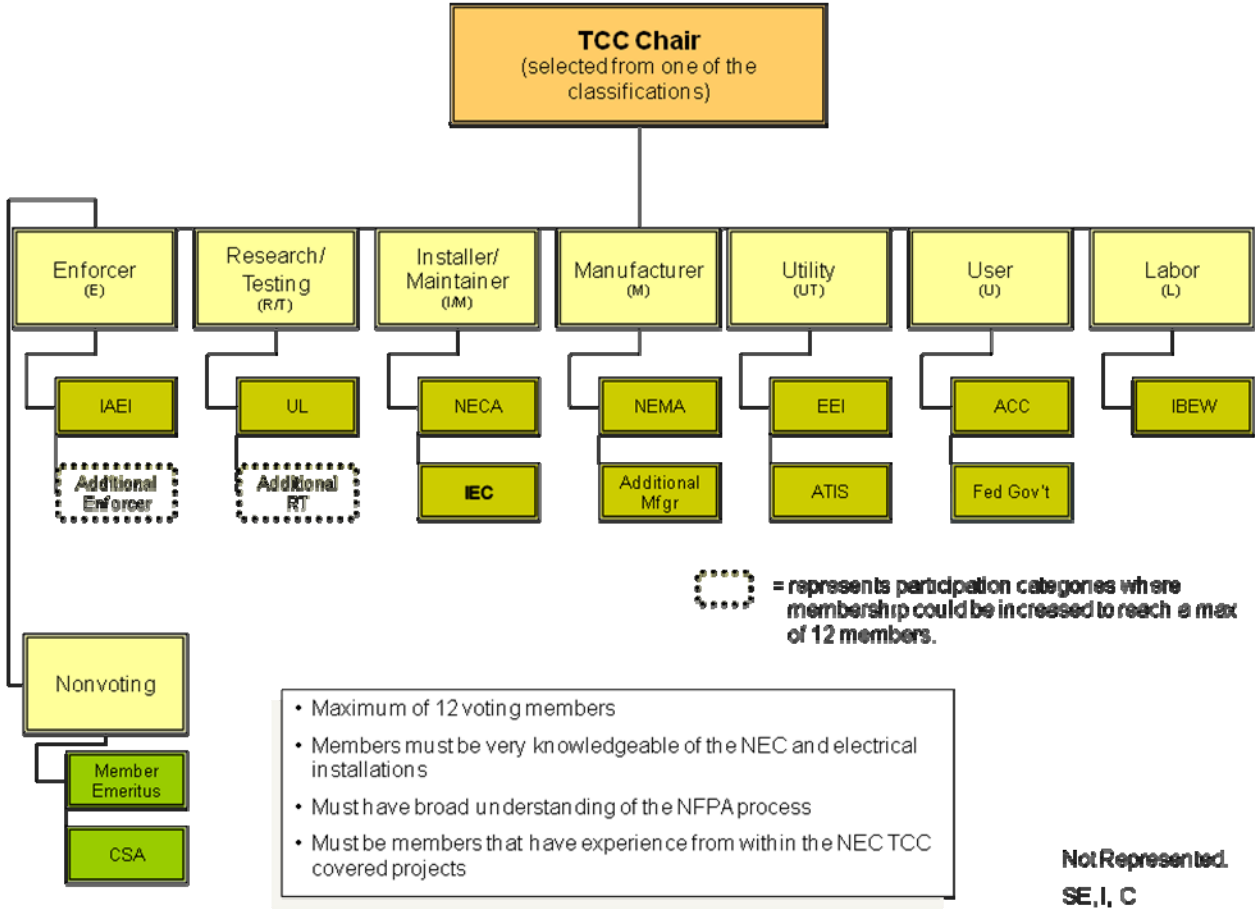 TCC Chair
(selected from one of the
classifications)
Enforcer
(E)
Research/
Testing
(R/T)
Installer/
Maintainer
(I/M)
Manufacturer
(M)
Utility
(UT)
User
(U)
Labor
(L)
IAEI
UL
NECA
NEMA
EEI
ACC
IBEW
Additional
Enforcer
Additional
RT
IEC
Additional
Mfgr
ATIS
Fed Gov't
= represents participation categories where
membership could be increased to reach a max
of 12 members.
Nonvoting
Member
Emeritus
CSA
• Maximum of 12 voting members
• Members must be very knowledgeable of the NEC and electrical
installations
• Must have broad understanding of the NFPA process
• Must be members that have experience from within the NEC TCC
covered projects
Not Represented.
SE, I, C